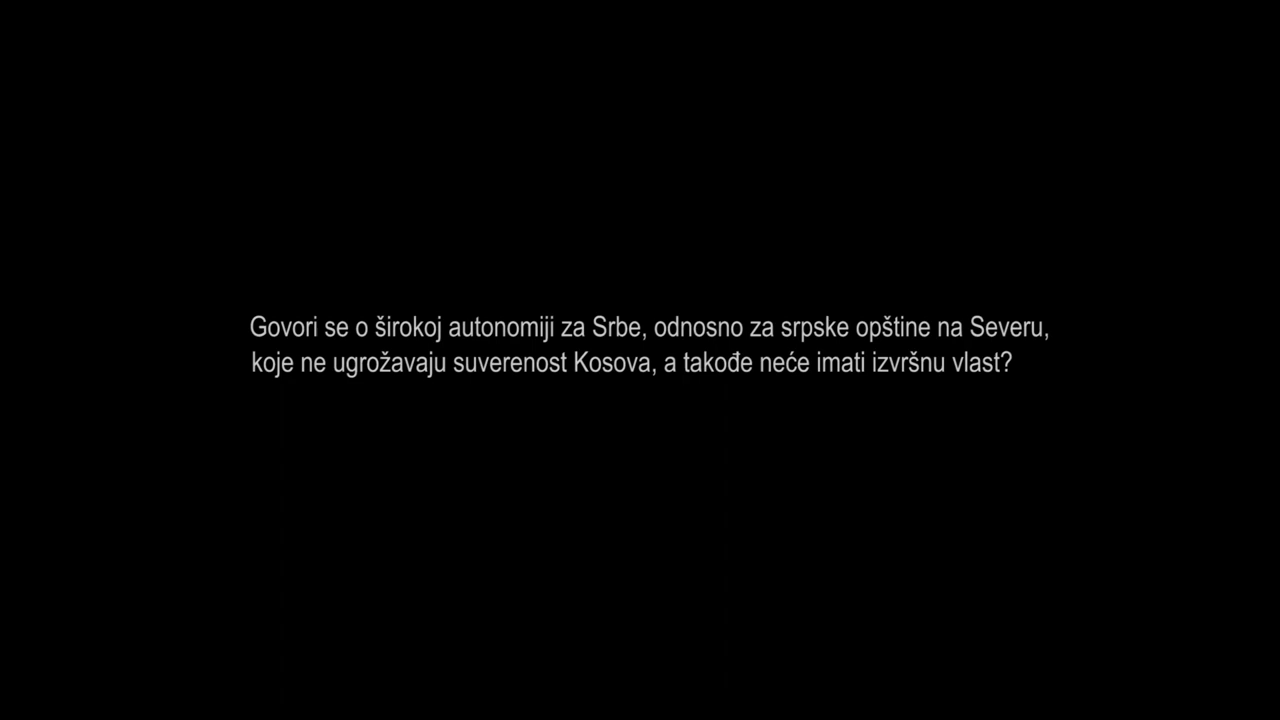 Govori se o širokoj autonomiji za Srbe, odnosno za srpske opštine na Severu,
koje ne ugrožavaju suverenost Kosova, a takođe neće imati izvršnu vlast?